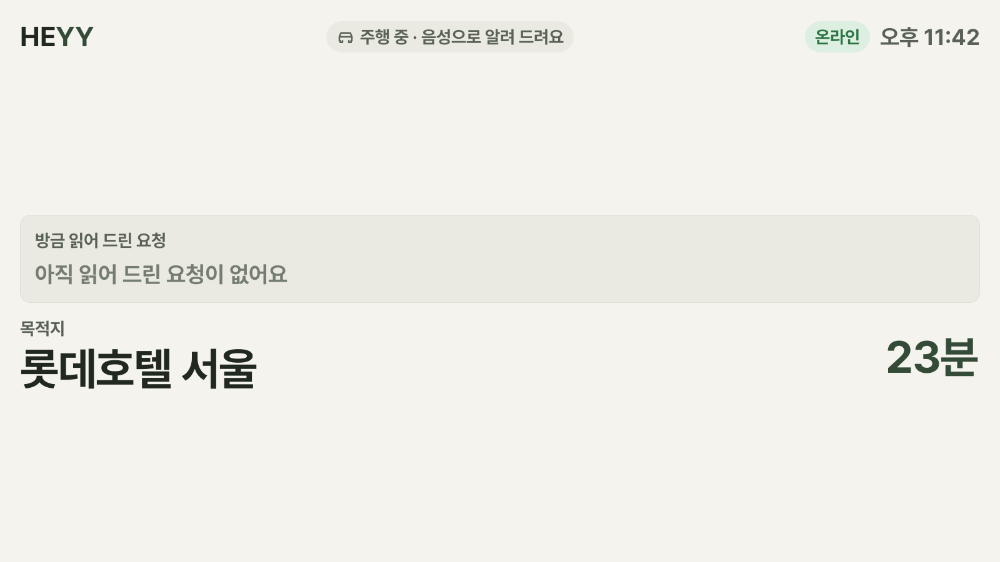 HEYY
주행 중 · 음성으로 알려 드려요
온라인
오후 11:42
방금 읽어 드린 요청
아직 읽어 드린 요청이 없어요
목적지
롯데호텔 서울
23분